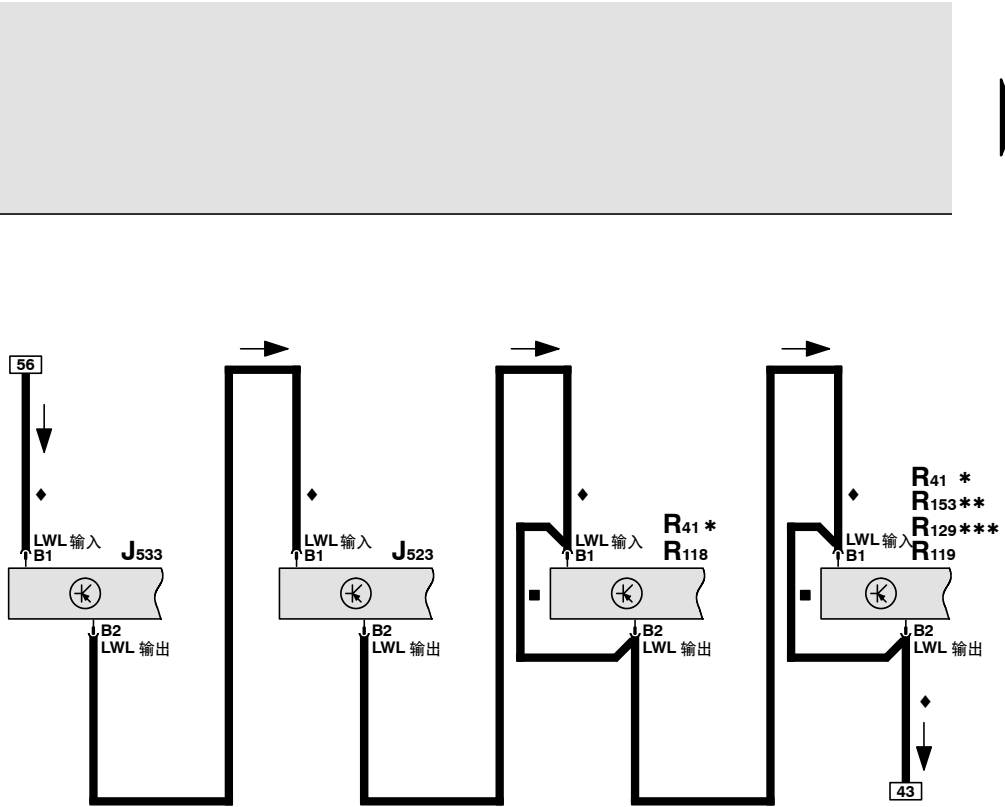 56
LWL 输入
B1
J533
B2
LWL 输出
LWL 输入
B1
J523
B2
LWL 输出
LWL 输入
B1
R41 *
R118
B2
LWL 输出
LWL 输入
B1
R41 *
R153**
R129***
R119
B2
LWL 输出
43